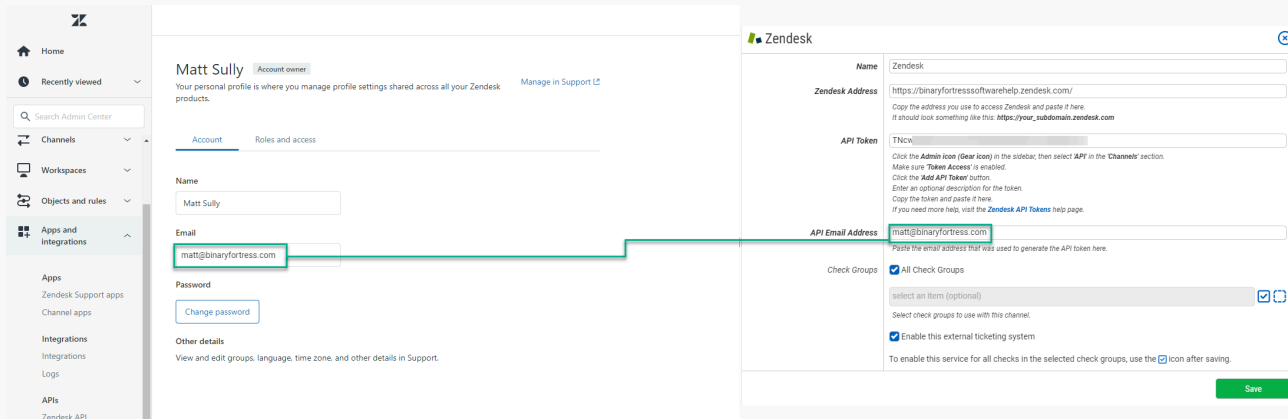 Home
Recently viewed
Search Admin Center
Channels
Workspaces
Objects and rules
Apps and
integrations
Apps
Zendesk Support apps
Channel apps
Integrations
Integrations
Logs
APIs
Zendesk API
Matt Sully Account owner
Your personal profile is where you manage profile settings shared across all your Zendesk
products.
Manage in Support
Account Roles and access
Name
Matt Sully
Email
matt@binaryfortress.com
Password
Change password
Other details
View and edit groups, language, time zone, and other details in Support.
Zendesk
Name Zendesk
Zendesk Address https://binaryfortresssoftwarehelp.zendesk.com/
Copy the address you use to access Zendesk and paste it here.
It should look something like this: https://your_subdomain.zendesk.com
API Token TNcw
Click the Admin icon (Gear icon) in the sidebar, then select 'API' in the 'Channels' section.
Make sure 'Token Access' is enabled.
Click the 'Add API Token' button.
Enter an optional description for the token.
Copy the token and paste it here.
If you need more help, visit the Zendesk API Tokens help page.
API Email Address matt@binaryfortress.com
Paste the email address that was used to generate the API token here.
Check Groups All Check Groups
select an item (optional)
Select check groups to use with this channel.
Enable this external ticketing system
To enable this service for all checks in the selected check groups, use the icon after saving.
Save